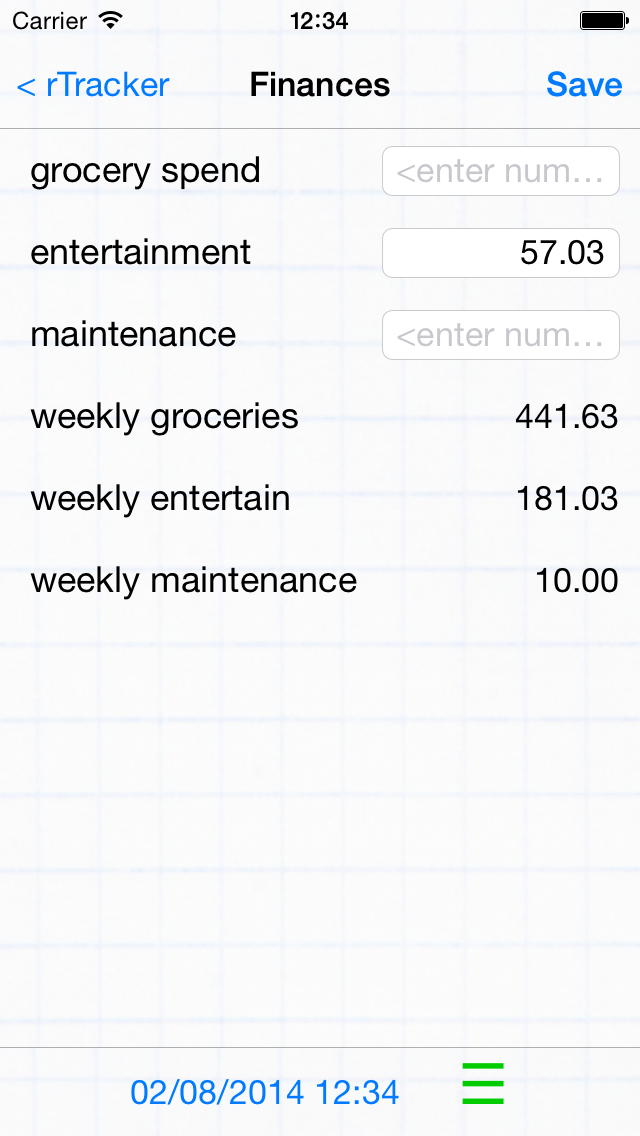 Carrier 12:34
< rTracker Finances Save
grocery spend <enter num...
entertainment 57.03
maintenance <enter num...
weekly groceries 441.63
weekly entertain 181.03
weekly maintenance 10.00
02/08/2014 12:34